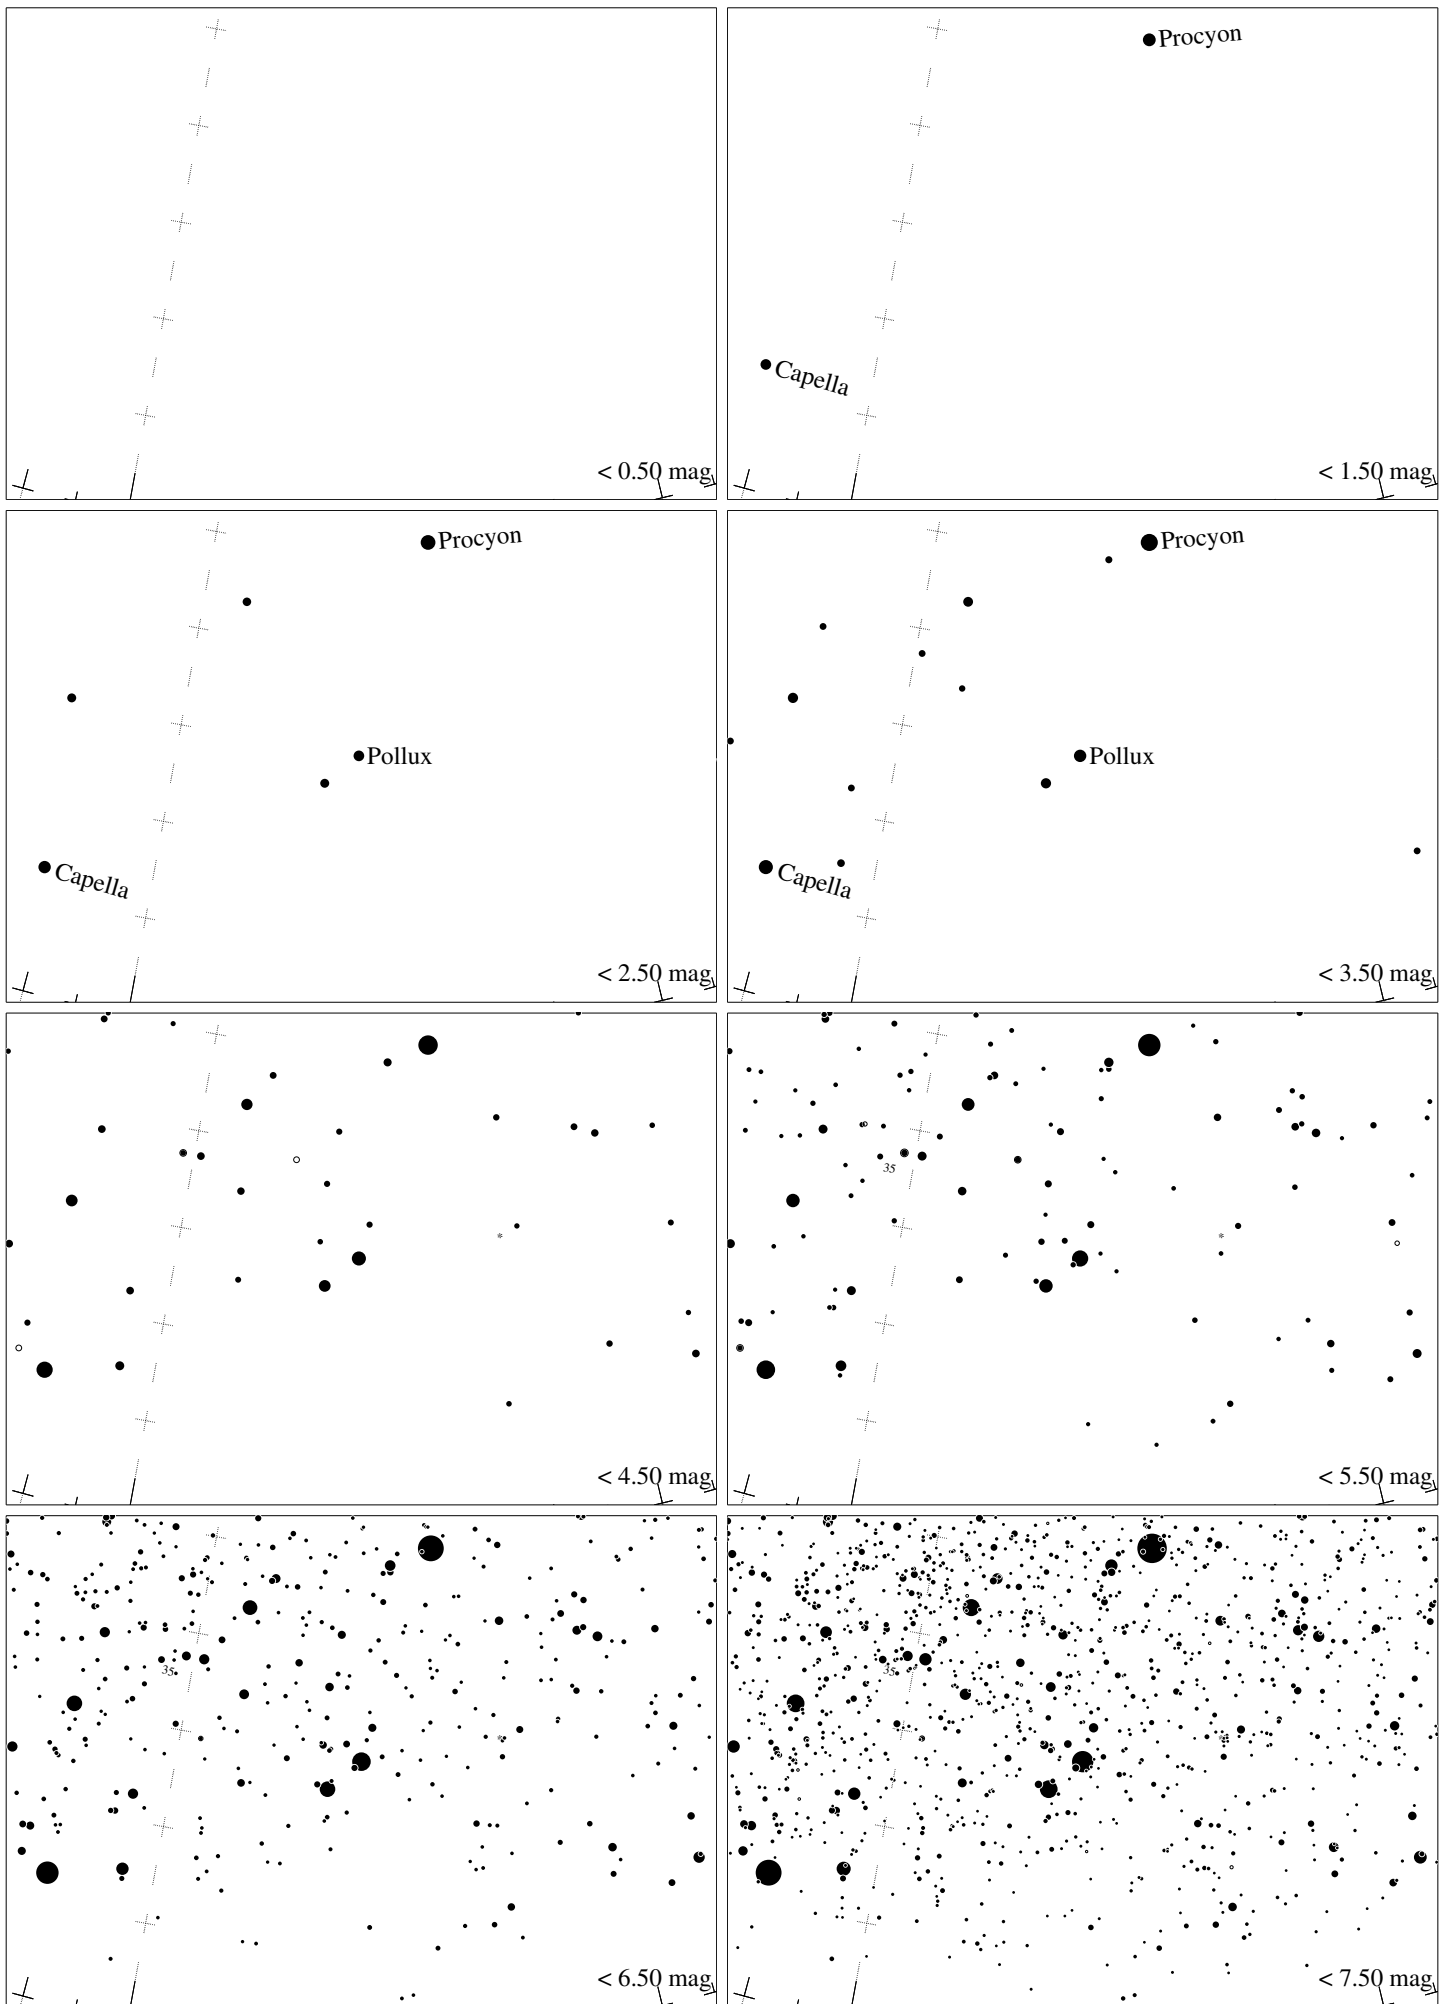 < 0.50 mag
Procyon
Capella
< 1.50 mag
Procyon
Pollux
Capella
< 2.50 mag
Procyon
Pollux
Capella
< 3.50 mag
< 4.50 mag
35
< 5.50 mag
35
< 6.50 mag
35
< 7.50 mag